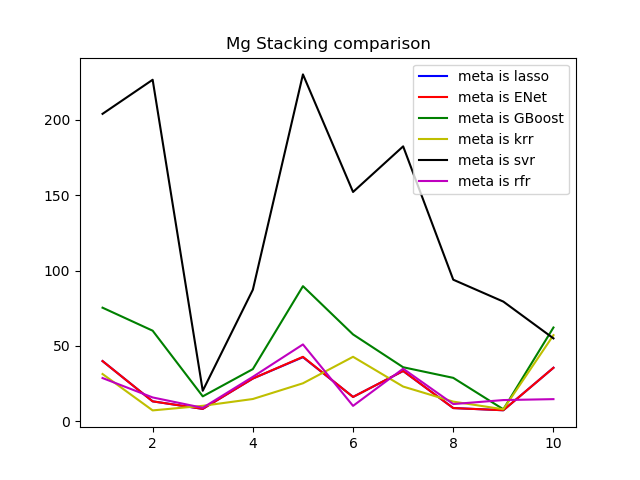 Mg Stacking comparison
meta is lasso
meta is ENet
meta is GBoost
meta is krr
meta is svr
meta is rfr
200
150
100
50
0
2 4 6 8 10